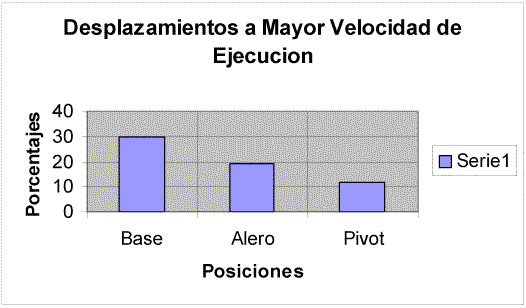 Desplazamientos a Mayor Velocidad de
Ejecucion
Porcentajes
40
30
20
10
0
Base Alero Pivot
Posiciones
Serie1